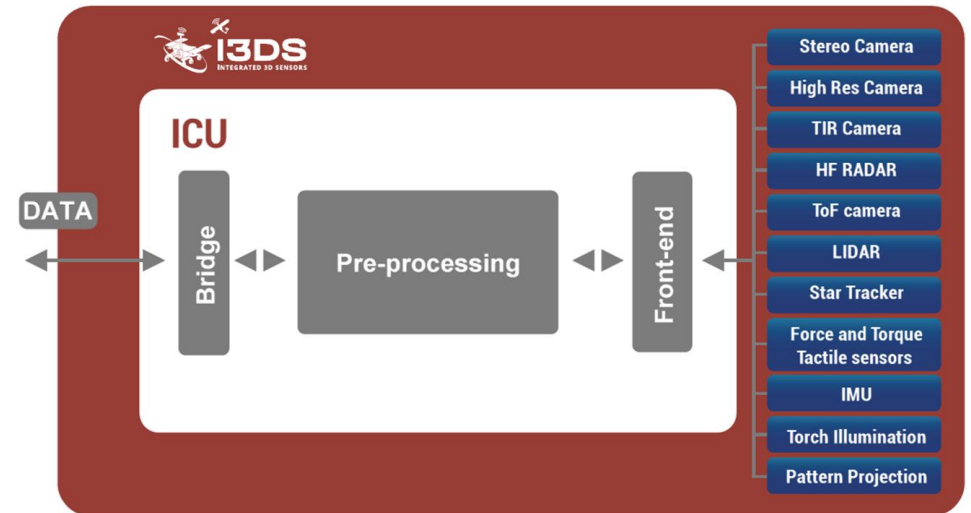 I3DS
INTEGRATED 3D SENSORS
ICU
DATA
Bridge
Pre-processing
Front-end
Stereo Camera
High Res Camera
TIR Camera
HF RADAR
ToF camera
LIDAR
Star Tracker
Force and Torque
Tactile sensors
IMU
Torch Illumination
Pattern Projection